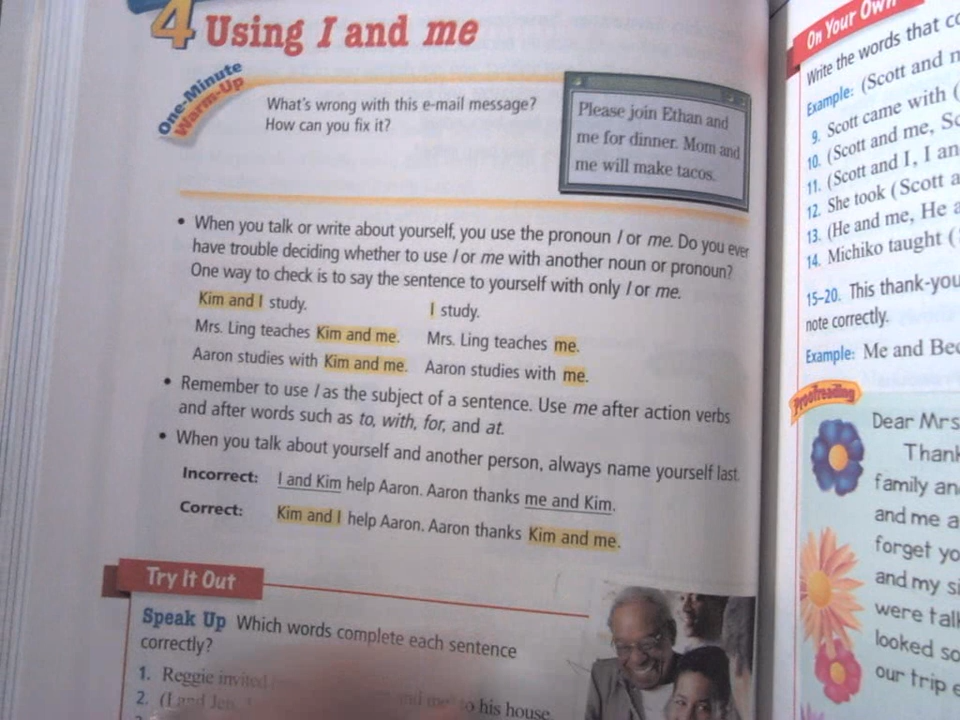 4 Using I and me
One-Minute
Warm-Up
What's wrong with this e-mail message?
How can you fix it?
Please join Ethan and
me for dinner. Mom and
me will make tacos.
• When you talk or write about yourself, you use the pronoun I or me. Do you ever
have trouble deciding whether to use I or me with another noun or pronoun?
One way to check is to say the sentence to yourself with only I or me.
Kim and I study. I study.
Mrs. Ling teaches Kim and me. Mrs. Ling teaches me.
Aaron studies with Kim and me. Aaron studies with me.
• Remember to use I as the subject of a sentence. Use me after action verbs
and after words such as to, with, for, and at.
• When you talk about yourself and another person, always name yourself last.
Incorrect: I and Kim help Aaron. Aaron thanks me and Kim.
Correct: Kim and I help Aaron. Aaron thanks Kim and me.
Try It Out
Speak Up Which words complete each sentence
correctly?
1. Reggie invited
2. (I and Jen, and me to his house
On Your Own
Write the words that
Example: (Scott and
9. Scott came with (
10. (Scott and me,
11. (Scott and I, I
12. She took (Scott
13. (He and me, He
14. Michiko taught (
15–20. This thank-you
note correctly.
Example: Me and
Proofreading
Dear
Thank
family
and me
forget
and my
were
looked
our trip